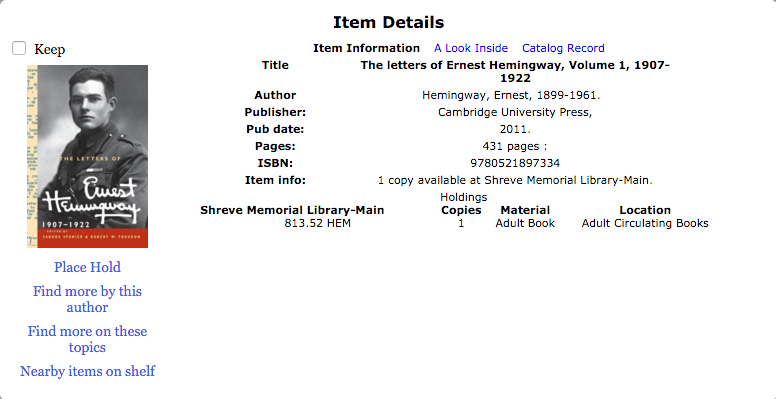 Item Details
Keep
Item Information A Look Inside Catalog Record
Title The letters of Ernest Hemingway, Volume 1, 1907-
1922
Author Hemingway, Ernest, 1899-1961.
Publisher: Cambridge University Press,
Pub date: 2011.
Pages: 431 pages :
ISBN: 9780521897334
Item info: 1 copy available at Shreve Memorial Library-Main.
Holdings
Shreve Memorial Library-Main Copies Material Location
813.52 HEM 1 Adult Book Adult Circulating Books
THE LETTERS OF
Ernest
Hemingway
1907–1922
EDITED BY
SANDRA SPANIER & ROBERT W. TROGDON
Place Hold
Find more by this
author
Find more on these
topics
Nearby items on shelf